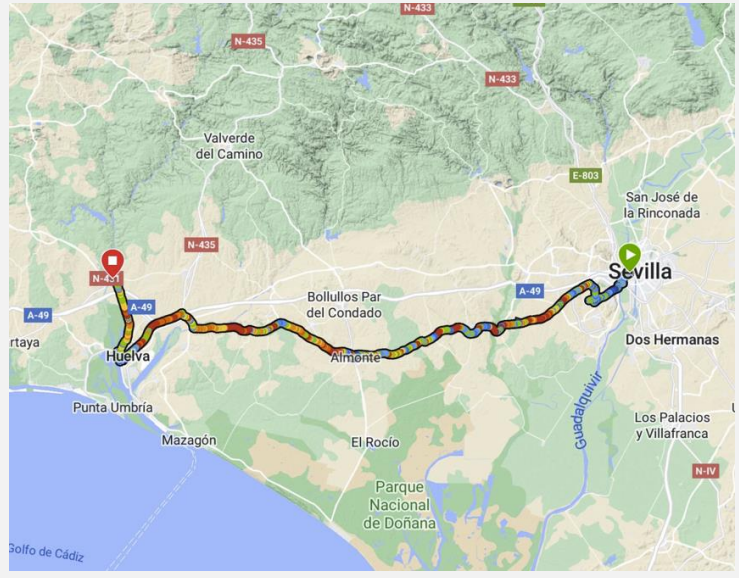 N-433
N-435
N-433
Valverde
del Camino
E-803
San José de
la Rinconada
N-435
Sevilla
N-431
A-49
A-49
A-49
Bollullos Par
del Condado
rtaya
Huelva
Almonte
Dos Hermanas
Guadalquivir
Punta Umbría
Mazagón
El Rocío
Los Palacios
y Villafranca
N-IV
Parque
Nacional
de Doñana
Golfo de Cádiz